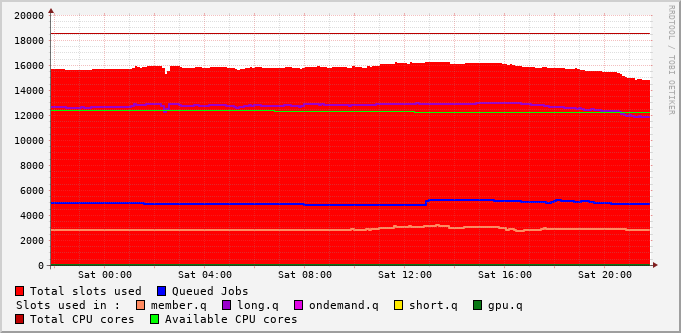 20000
18000
16000
14000
12000
10000
8000
6000
4000
2000
0
Sat 00:00 Sat 04:00 Sat 08:00 Sat 12:00 Sat 16:00 Sat 20:00
Total slots used Queued Jobs
Slots used in : member.q long.q ondemand.q short.q gpu.q
Total CPU cores Available CPU cores
RRDTOOL / TOBI OETIKER